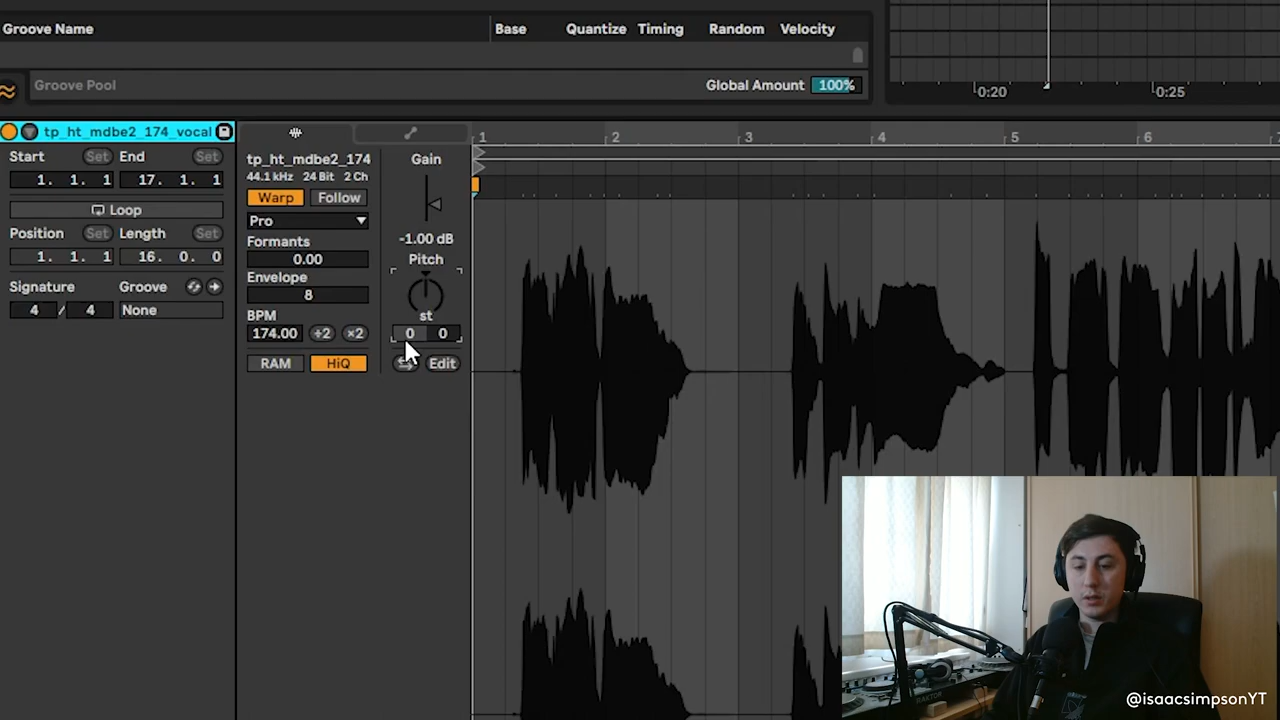 Groove Name Base Quantize Timing Random Velocity
Groove Pool Global Amount 100%
0:20 0:25
tp_ht_mdbe2_174_vocal
Start Set End Set
1. 1. 1 17. 1. 1
Loop
Position Set Length Set
1. 1. 1 16. 0. 0
Signature Groove
4 / 4 None
tp_ht_mdbe2_174
44.1 kHz 24 Bit 2 Ch
Warp Follow
Pro
Formants
0.00
Envelope
8
BPM
174.00 ÷2 ×2
RAM HiQ
Gain
-1.00 dB
Pitch
st
0 0
Edit
1 2 3 4 5 6
@isaacsimpsonYT